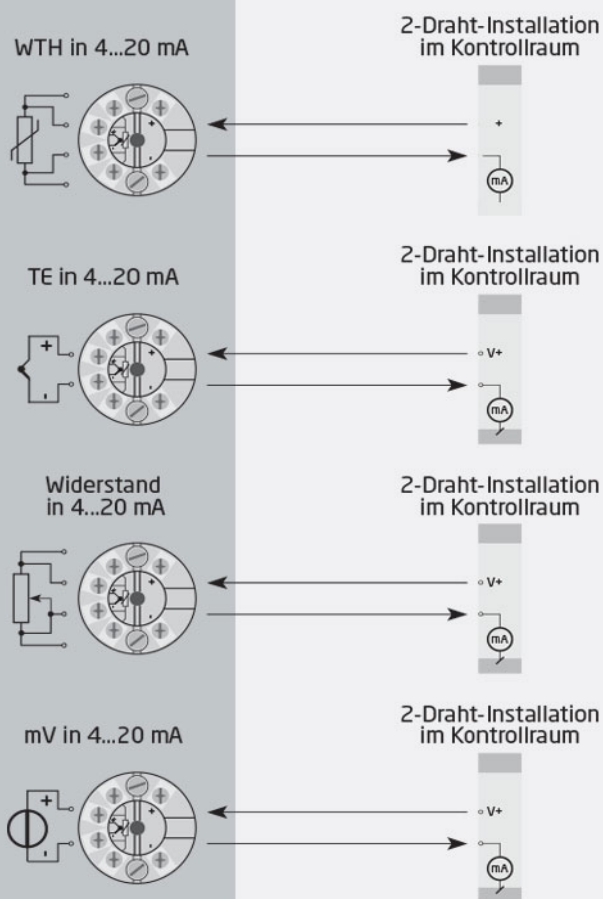 WTH in 4...20 mA
2-Draht-Installation
im Kontrollraum
+
-
+
mA
TE in 4...20 mA
2-Draht-Installation
im Kontrollraum
+
-
+
-
V+
mA
Widerstand
in 4...20 mA
2-Draht-Installation
im Kontrollraum
+
-
V+
mA
mV in 4...20 mA
2-Draht-Installation
im Kontrollraum
+
-
+
-
V+
mA